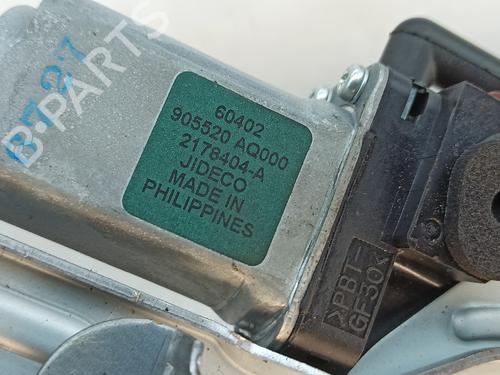 60402
905520 AQ000
2178404-A
JIDECO
MADE IN
PHILIPPINES
>PBT-
GF30<
B-PARTS